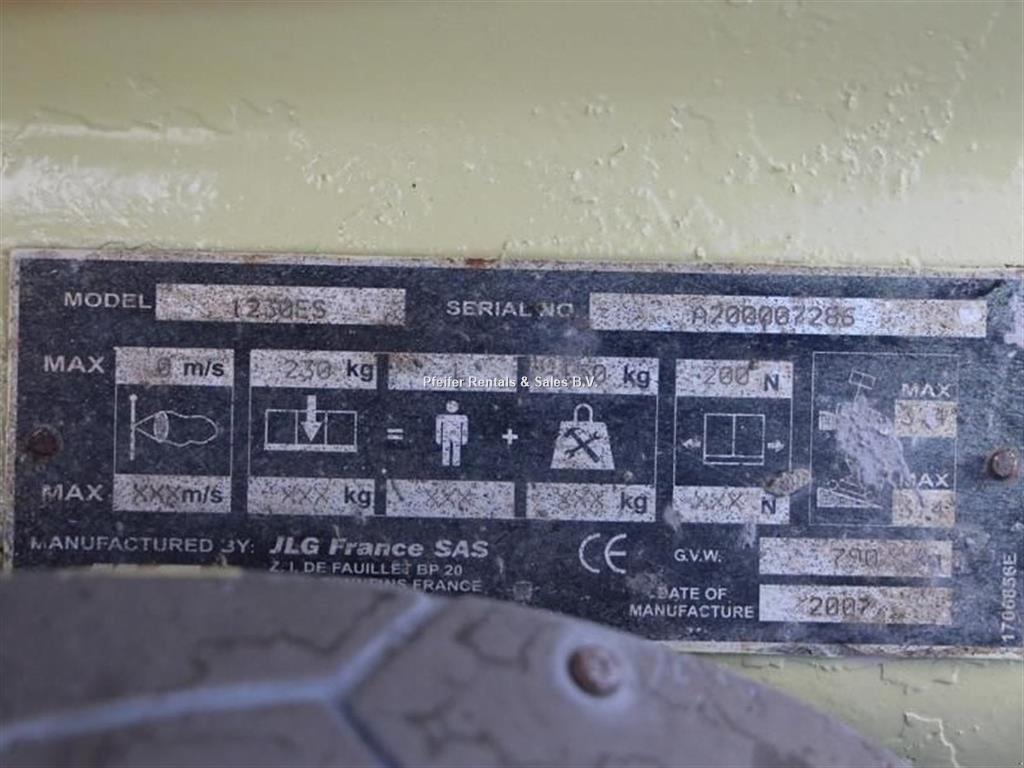 MODEL 1230ES SERIAL NO. A200007286
MAX 0 m/s 230 kg kg 200 N MAX
Pfeifer Rentals & Sales B.V.
= +
MAX XXX m/s XXX kg XXX XXX kg XXX N MAX
MANUFACTURED BY: JLG France SAS CE G.V.W. 790
Z.I. DE FAUILLET BP 20
FRANCE
DATE OF MANUFACTURE 2007
1706858E